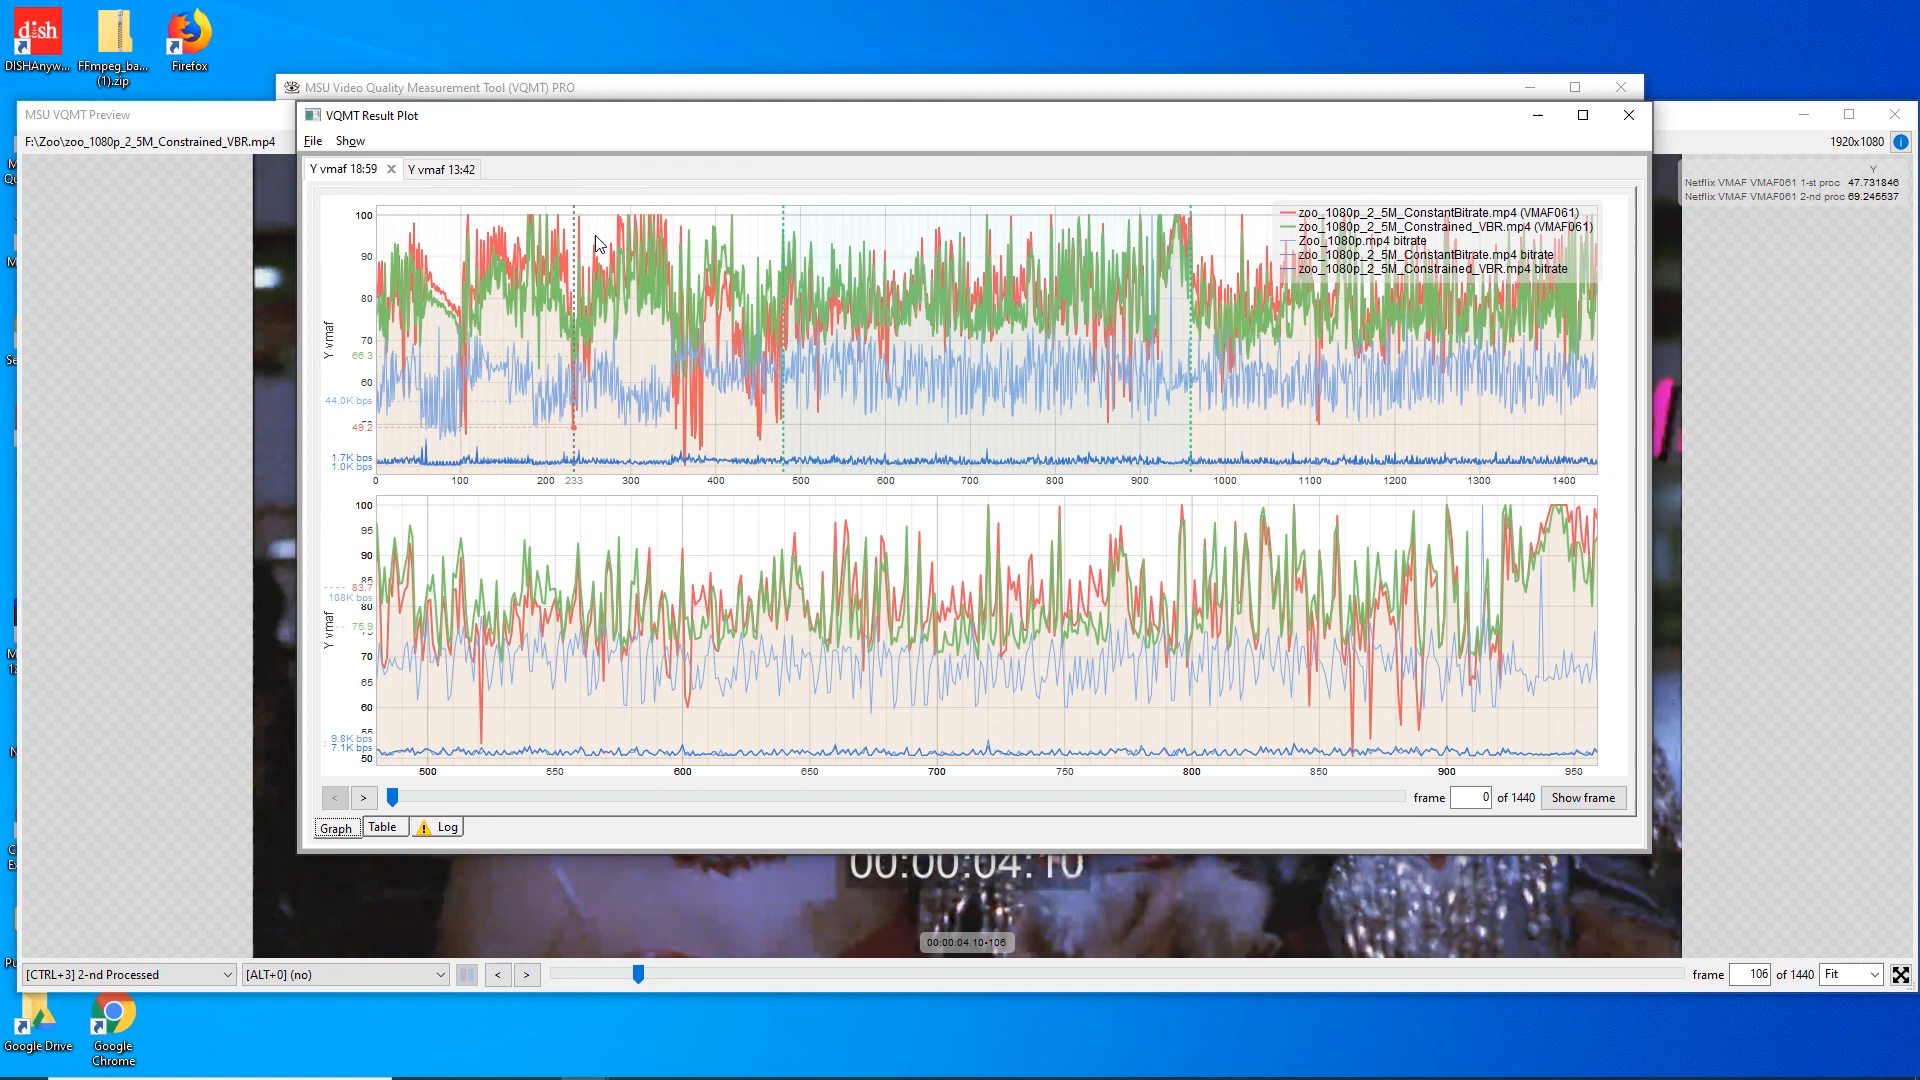 dish
DISHAnyw...
FFmpeg_ba...
(1).zip
Firefox
MSU Video Quality Measurement Tool (VQMT) PRO
MSU VQMT Preview
VQMT Result Plot
F:\Zoo\zoo_1080p_2_5M_Constrained_VBR.mp4
File Show
1920x1080
Y vmaf 18:59 x Y vmaf 13:42
Y
Netflix VMAF VMAF061 1-st proc 47.731846
Netflix VMAF VMAF061 2-nd proc 69.245537
zoo_1080p_2_5M_ConstantBitrate.mp4 (VMAF061)
zoo_1080p_2_5M_Constrained_VBR.mp4 (VMAF061)
Zoo_1080p.mp4 bitrate
zoo_1080p_2_5M_ConstantBitrate.mp4 bitrate
zoo_1080p_2_5M_Constrained_VBR.mp4 bitrate
100
90
80
70
66.3
60
44.0K bps
49.2
1.7K bps
1.0K bps
Y vmaf
0 100 200 233 300 400 500 600 700 800 900 1000 1100 1200 1300 1400
100
95
90
85
83.7
108K bps
80
75.9
70
65
60
55
9.8K bps
7.1K bps
50
Y vmaf
500 550 600 650 700 750 800 850 900 950
< > frame 0 of 1440 Show frame
Graph Table Log
00:00:04:10
00:00:04.10•106
[CTRL+3] 2-nd Processed [ALT+0] (no) < > frame 106 of 1440 Fit
Google Drive
Google
Chrome